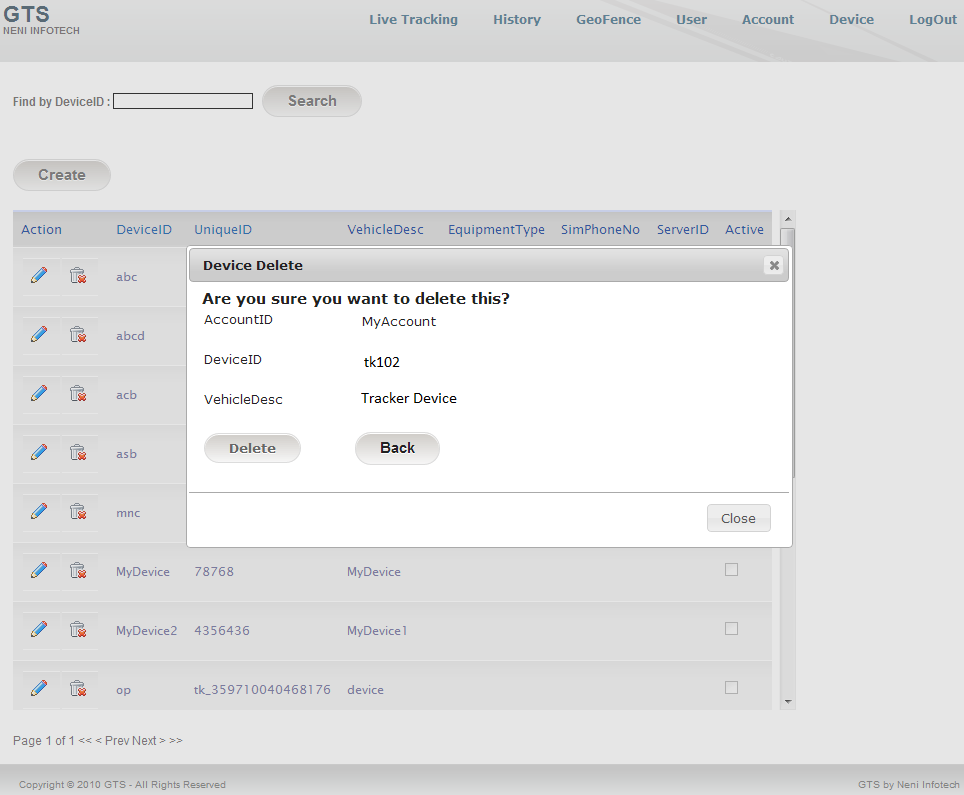 GTS
NENI INFOTECH
Live Tracking History GeoFence User Account Device LogOut
Find by DeviceID : Search
Create
Action DeviceID UniqueID VehicleDesc EquipmentType SimPhoneNo ServerID Active
abc
abcd
acb
asb
mnc
Device Delete
Are you sure you want to delete this?
AccountID MyAccount
DeviceID tk102
VehicleDesc Tracker Device
Delete Back
Close
MyDevice 78768 MyDevice
MyDevice2 4356436 MyDevice1
op tk_359710040468176 device
Page 1 of 1 << < Prev Next > >>
Copyright © 2010 GTS - All Rights Reserved GTS by Neni Infotech